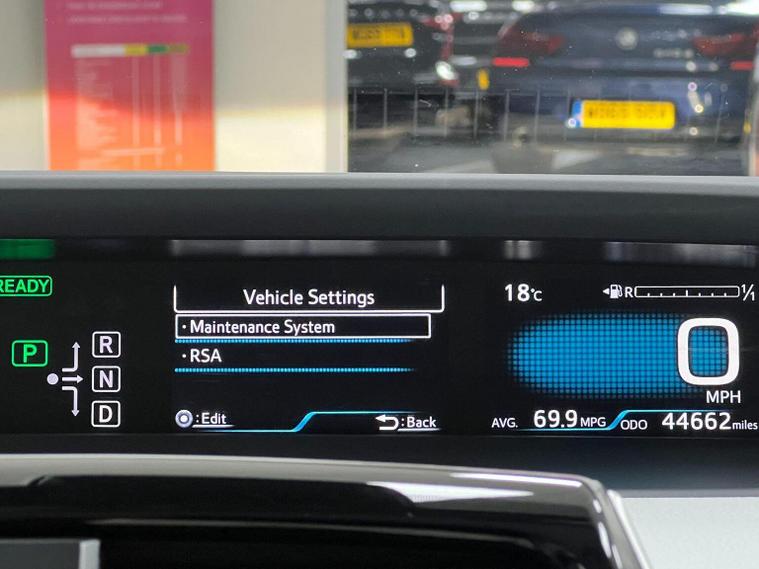 READY
Vehicle Settings
18°C
R 1/1
· Maintenance System
P
R
· RSA
0
N
MPH
D
:Edit
:Back
AVG. 69.9 MPG
ODO 44662 miles